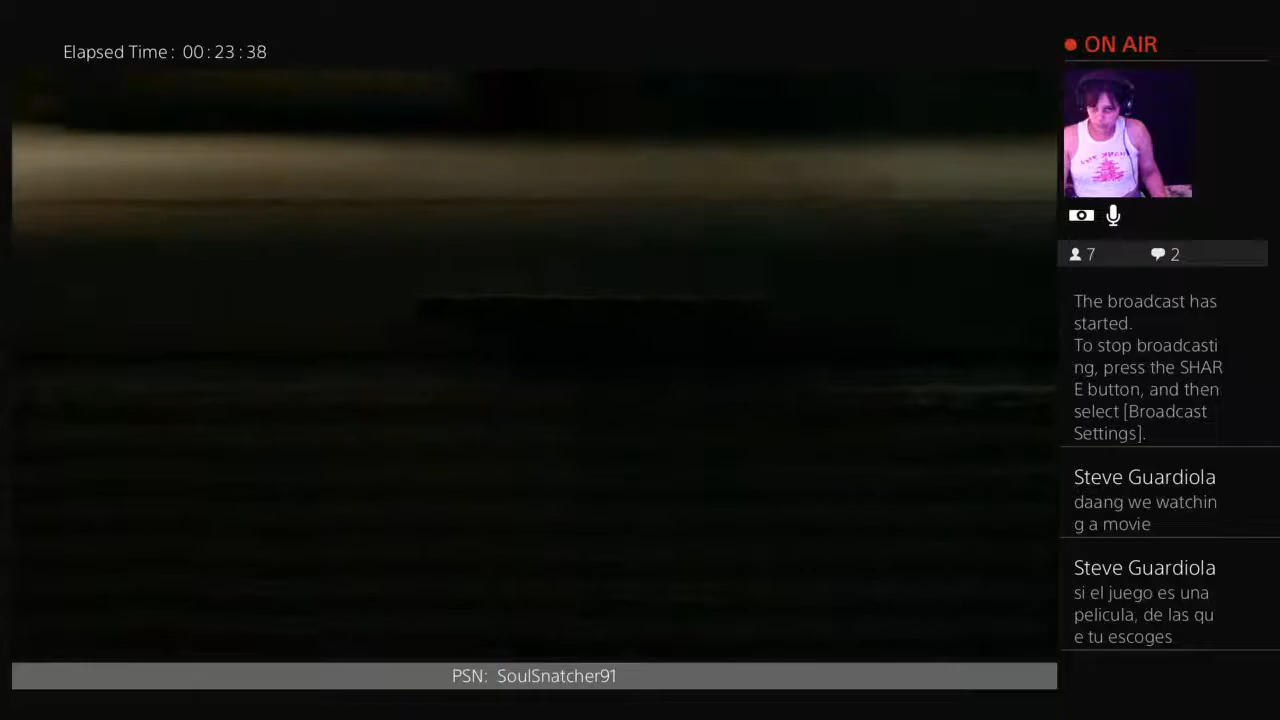 Elapsed Time: 00:23:38
ON AIR
7
2
The broadcast has
started.
To stop broadcasti
ng, press the SHAR
E button, and then
select [Broadcast
Settings].
Steve Guardiola
daang we watchin
g a movie
Steve Guardiola
si el juego es una
pelicula, de las qu
e tu escoges
PSN: SoulSnatcher91